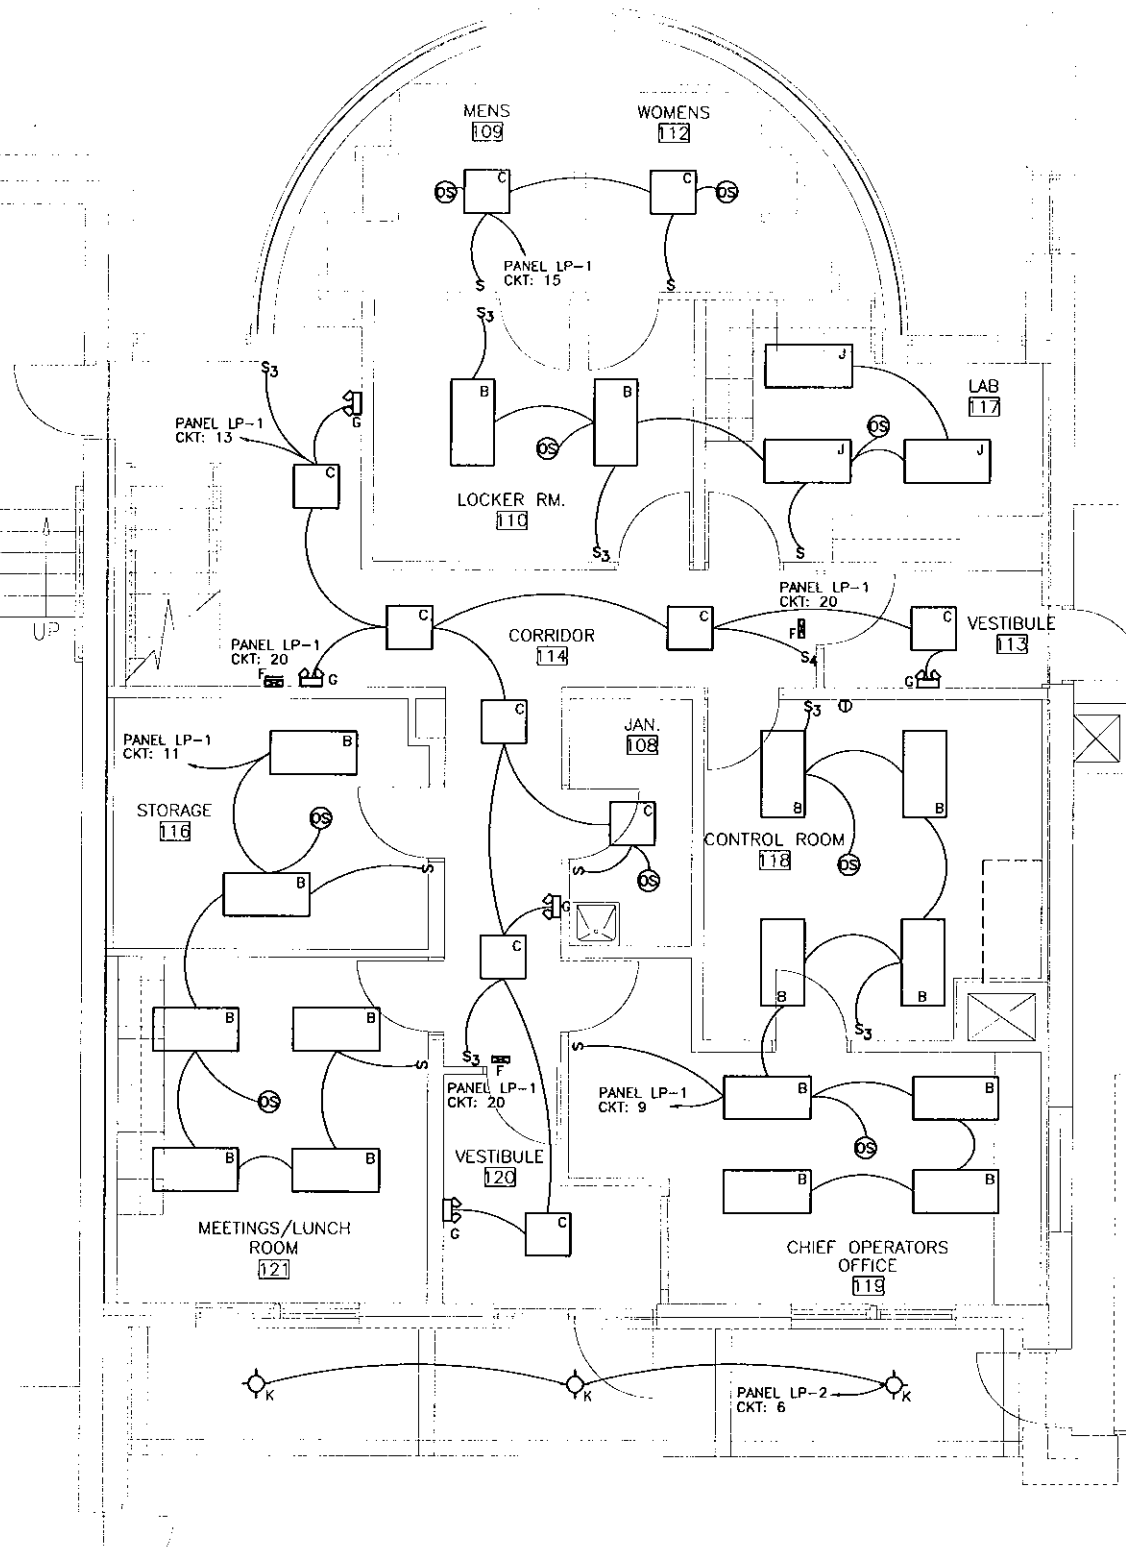 MENS
109
WOMENS
112
C
C
OS
OS
PANEL LP-1
CKT: 15
S
S
S3
S3
G
B
B
J
LAB
117
PANEL LP-1
CKT: 13
OS
OS
C
J
J
LOCKER RM.
110
S3
S
PANEL LP-1
CKT: 20
C
C
C
UP
CORRIDOR
114
F
VESTIBULE
113
PANEL LP-1
CKT: 20
S4
F
G
G
C
S3
T
JAN.
108
PANEL LP-1
CKT: 11
B
B
B
STORAGE
116
OS
C
CONTROL ROOM
118
B
S
S
OS
OS
B
G
C
B
B
B
B
S3
S3
F
S
S
OS
PANEL LP-1
CKT: 20
PANEL LP-1
CKT: 9
B
B
OS
B
B
VESTIBULE
120
B
B
G
C
MEETINGS/LUNCH
ROOM
121
CHIEF OPERATORS
OFFICE
119
K
K
PANEL LP-2
CKT: 6
K